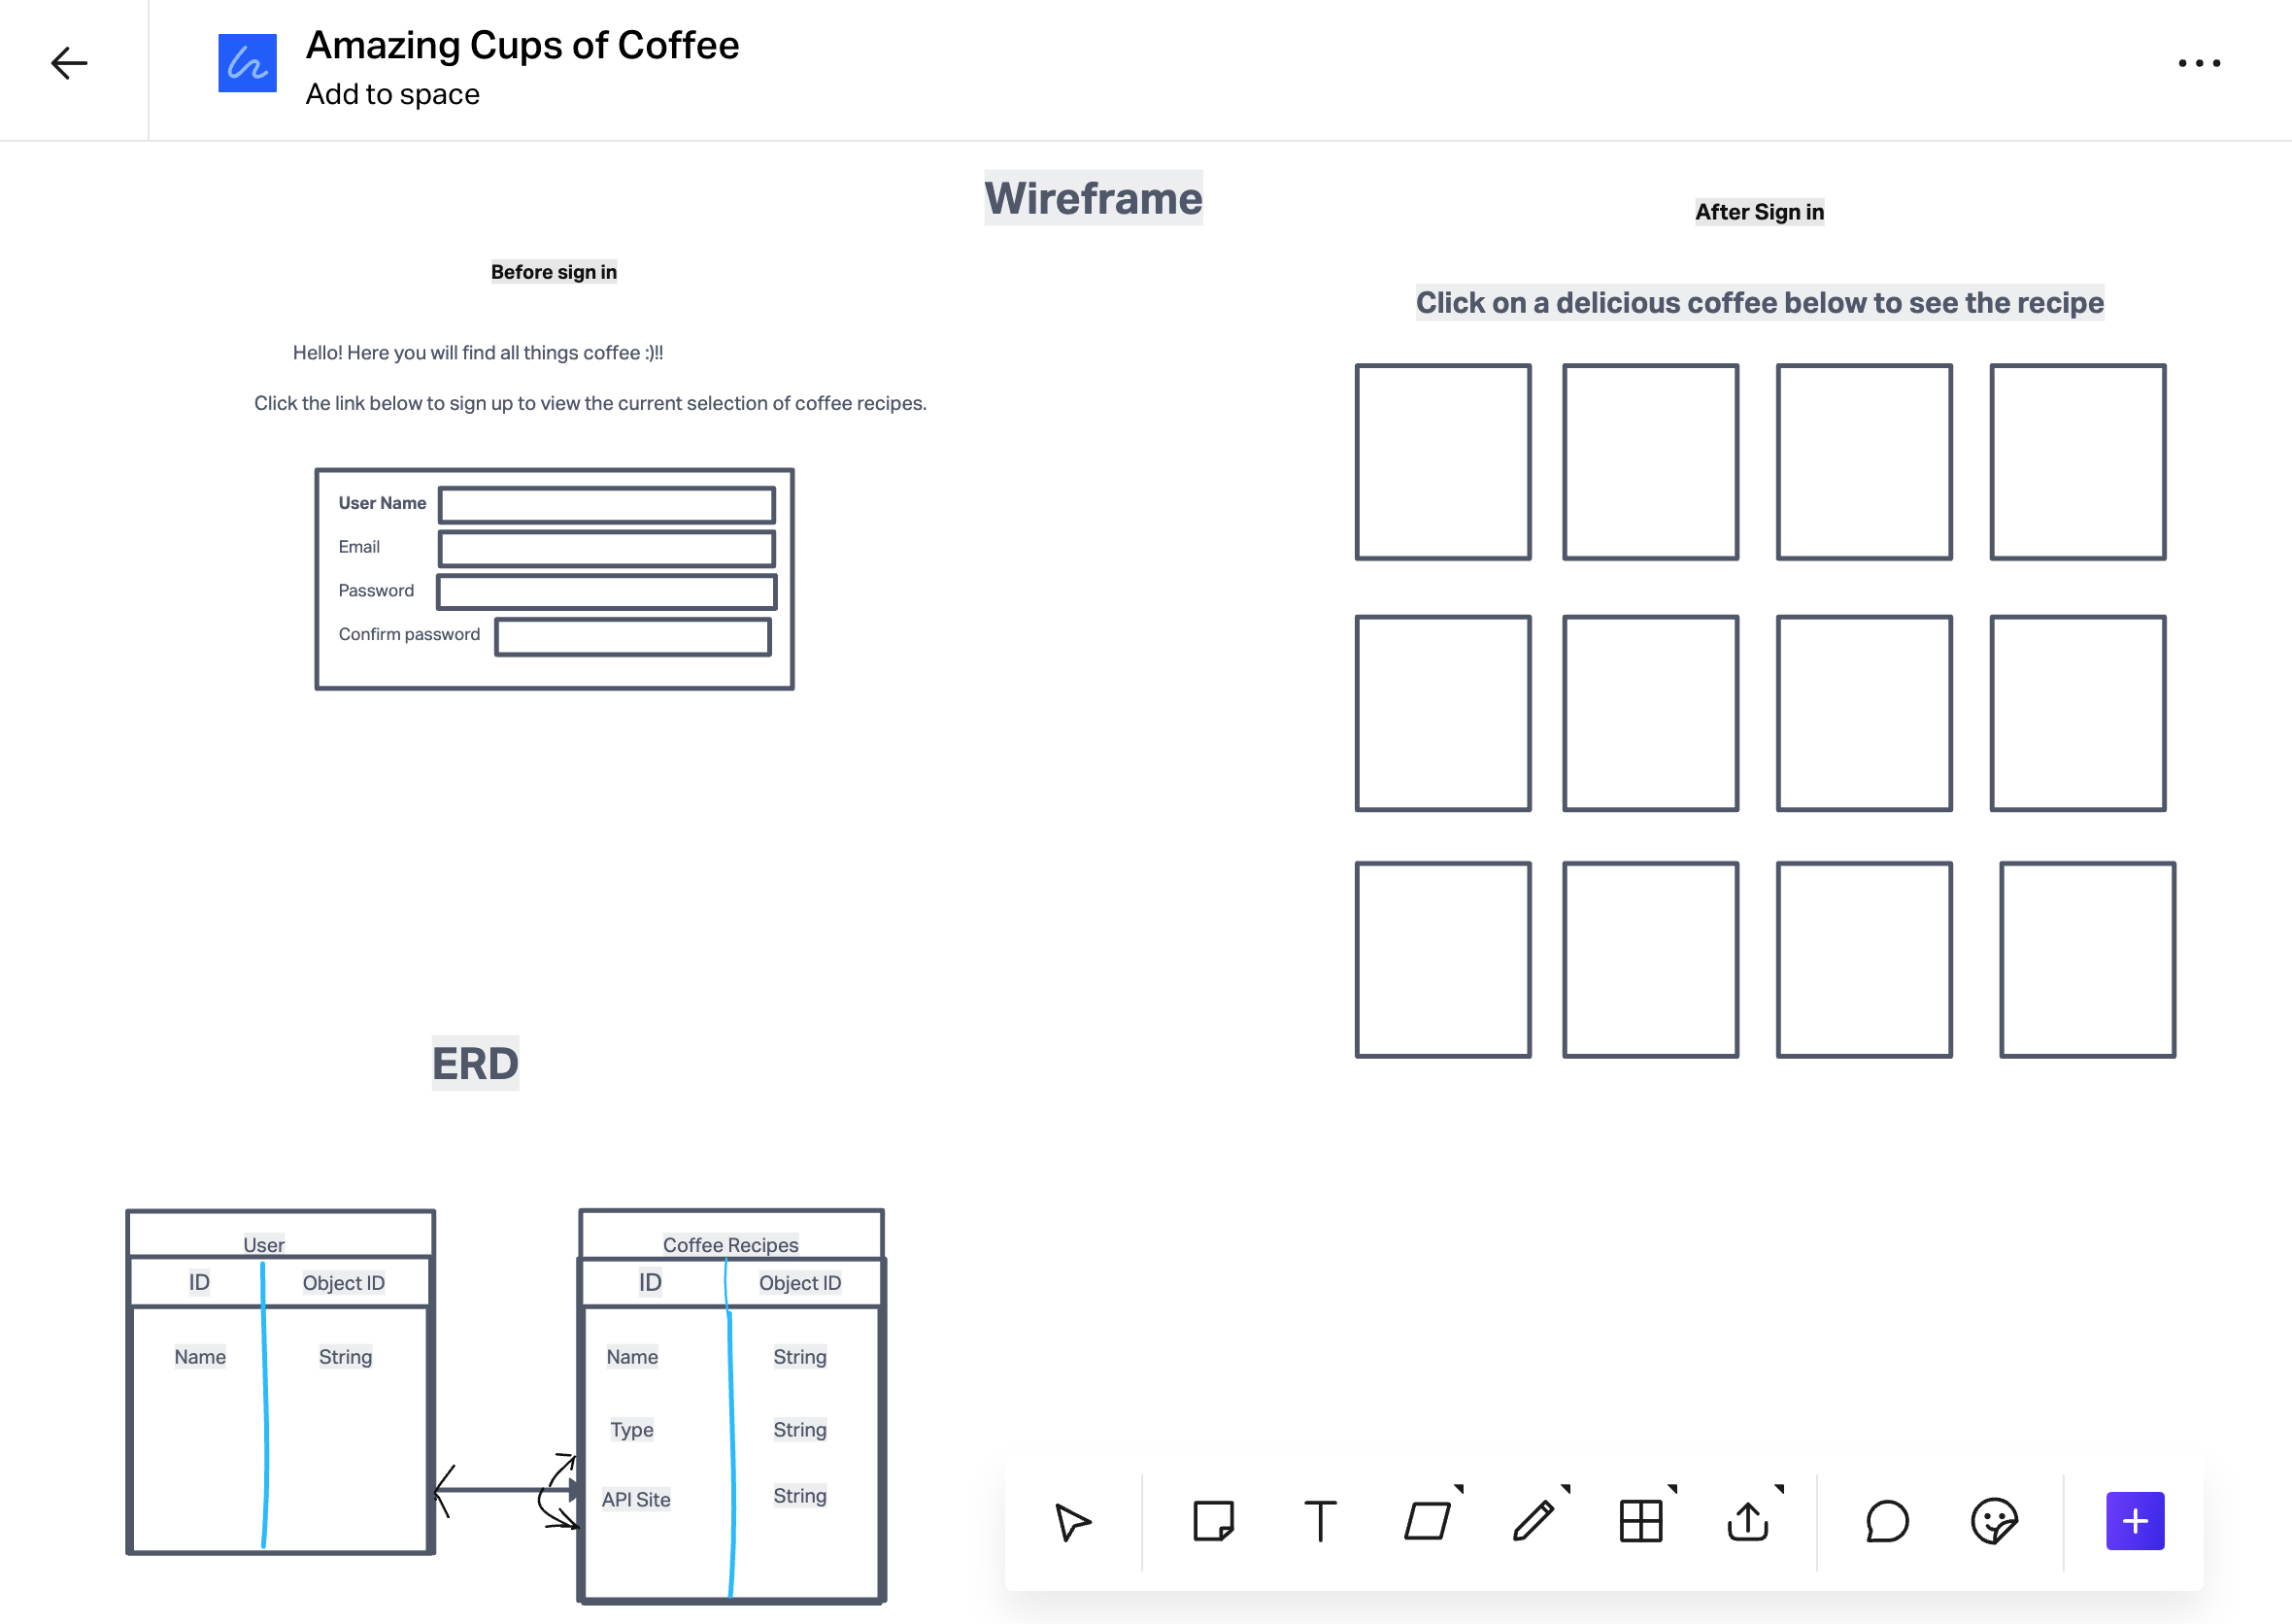 Amazing Cups of Coffee
Add to space
Wireframe
Before sign in
Hello! Here you will find all things coffee :)!!
Click the link below to sign up to view the current selection of coffee recipes.
User Name
Email
Password
Confirm password
After Sign in
Click on a delicious coffee below to see the recipe
ERD
User
ID Object ID
Name String
Coffee Recipes
ID Object ID
Name String
Type String
API Site String
T